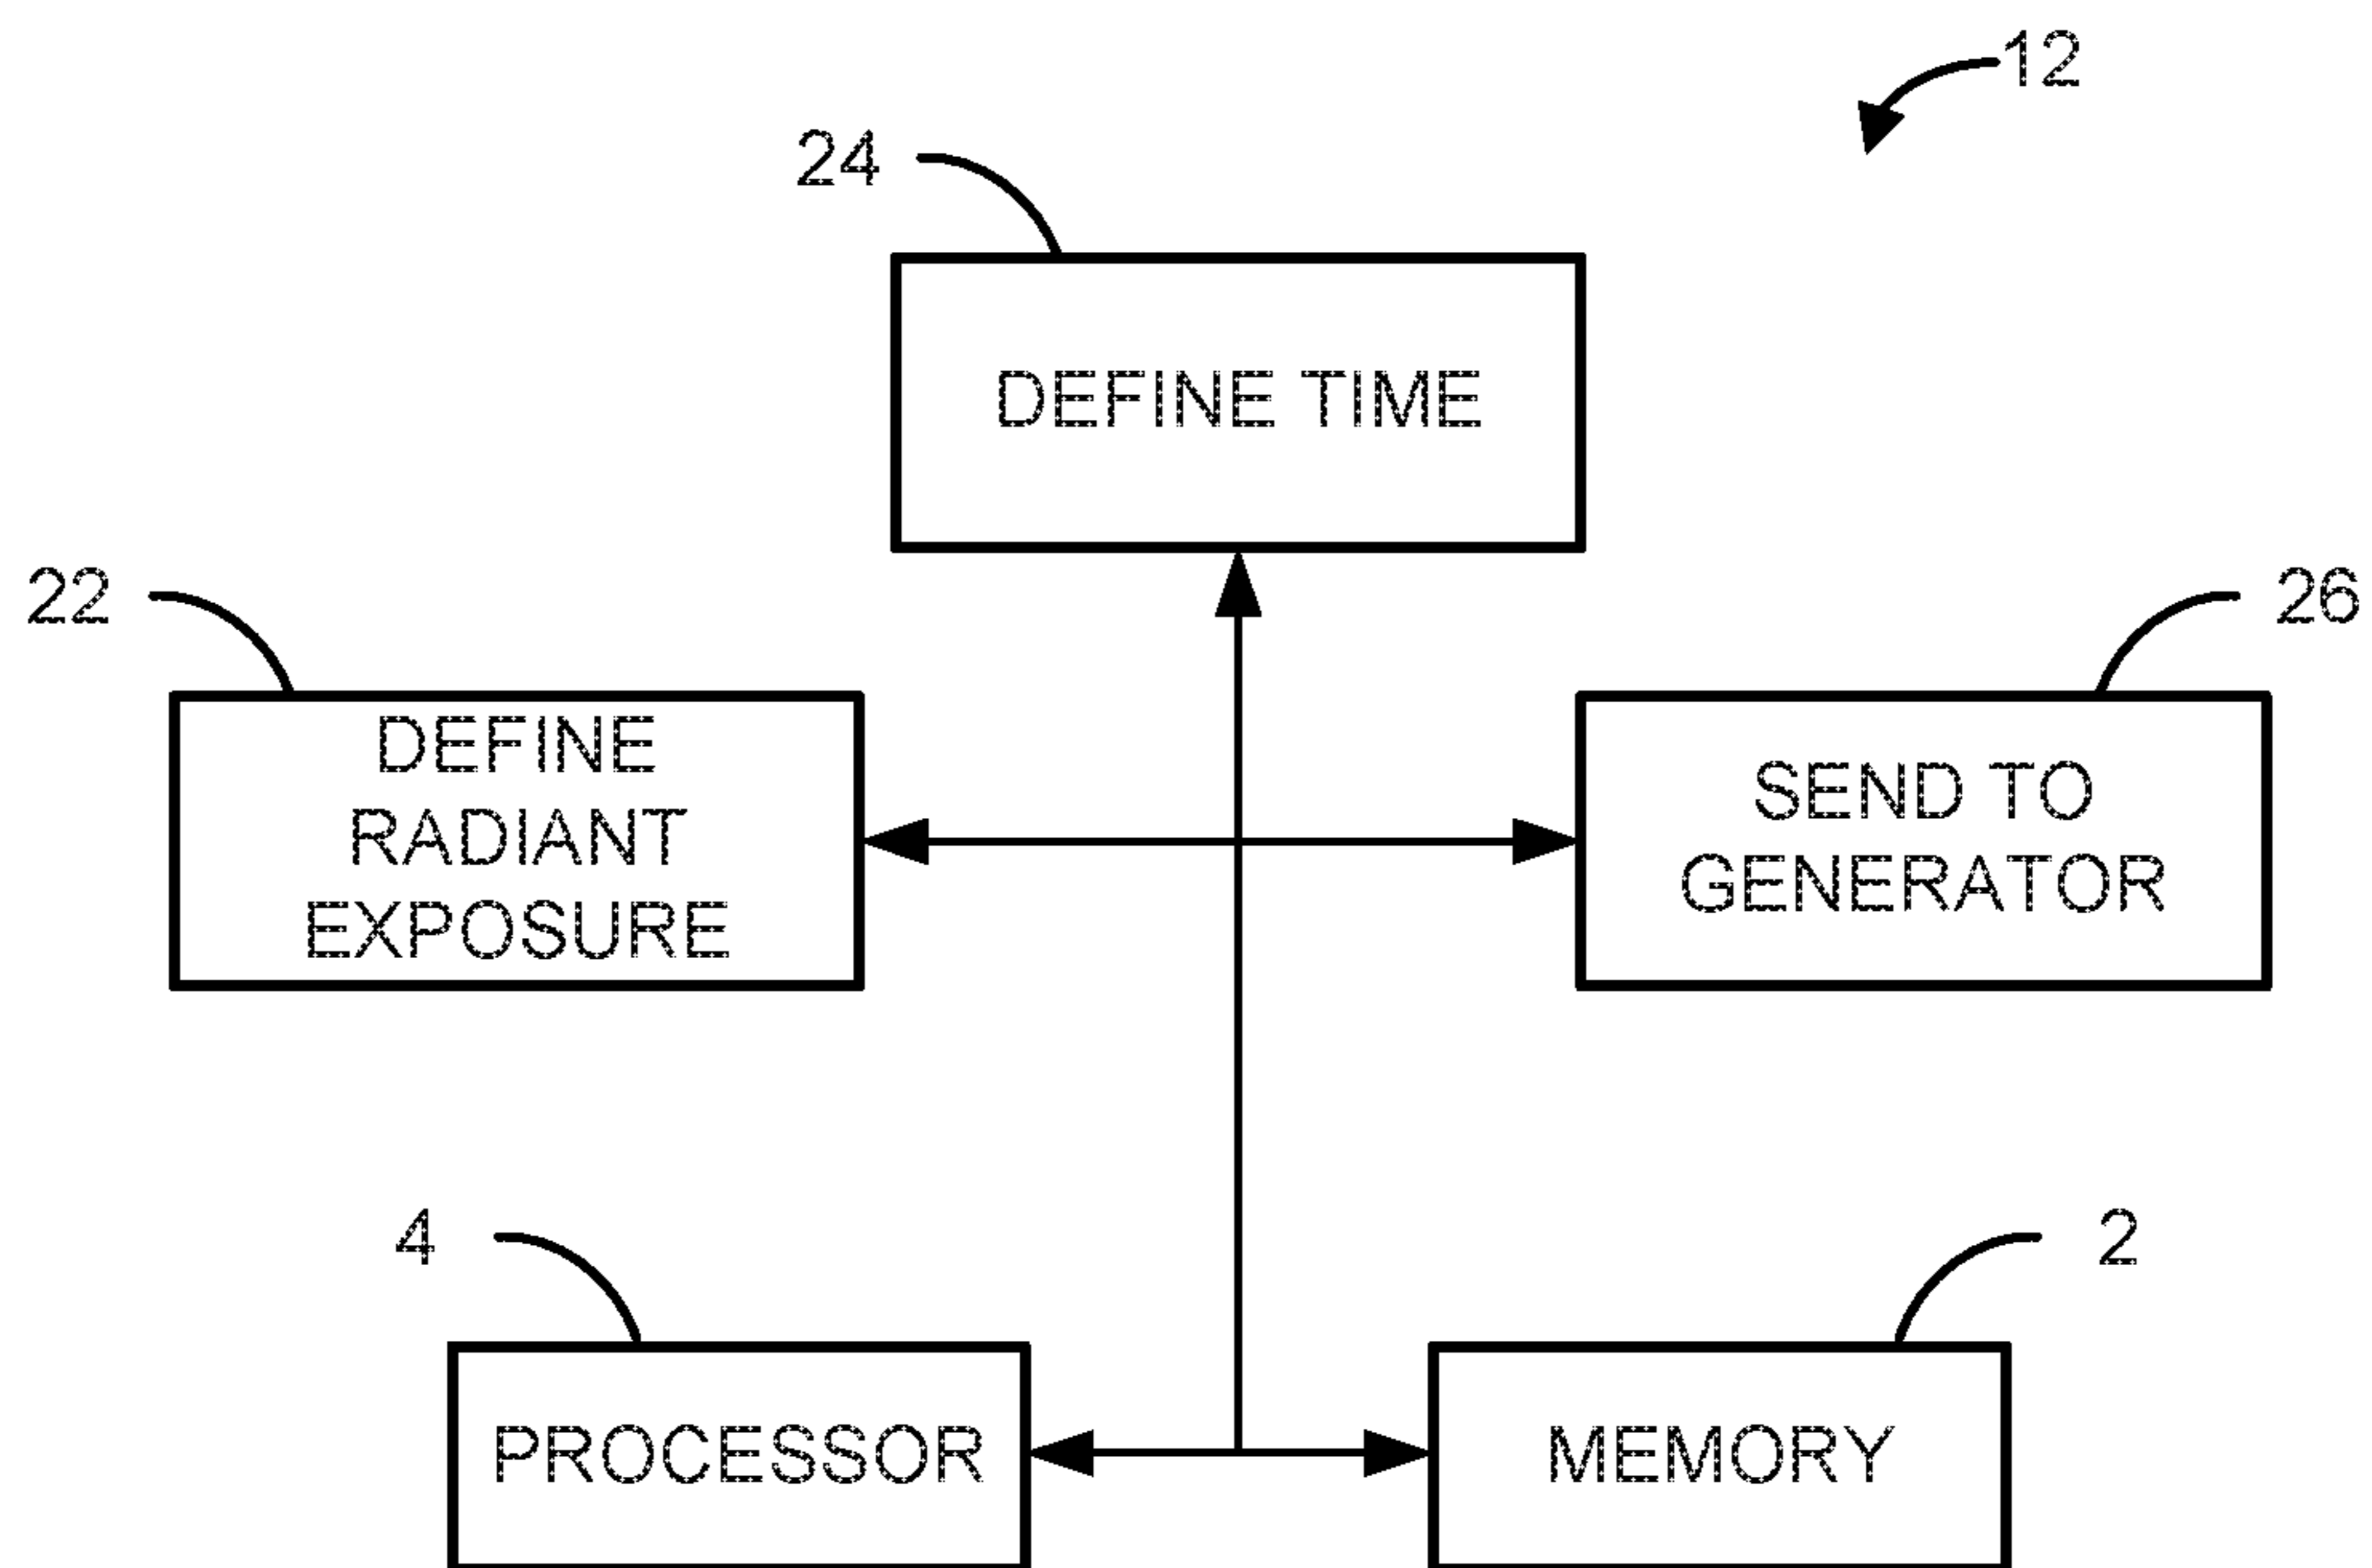 12
24
DEFINE TIME
22
26
DEFINE
RADIANT
EXPOSURE
SEND TO
GENERATOR
4
2
PROCESSOR
MEMORY